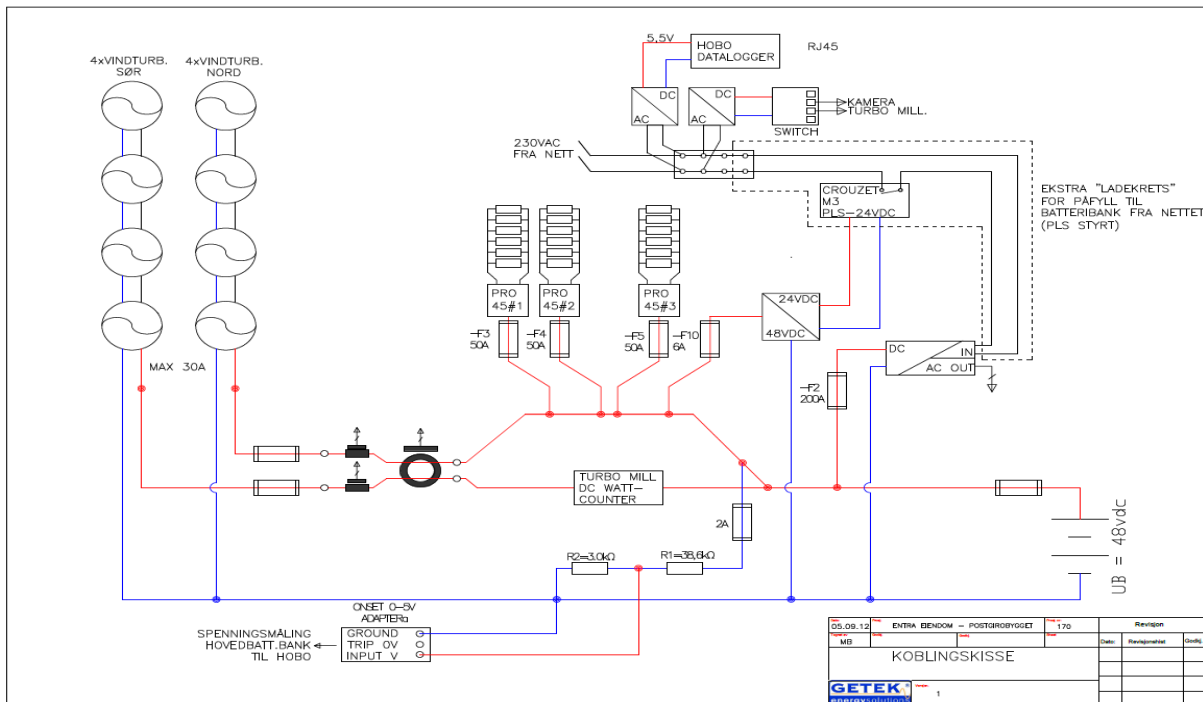 4xVINDTURB.
SØR
4xVINDTURB.
NORD
MAX 30A
5,5V
HOBO
DATALOGGER
RJ45
DC
AC
DC
AC
KAMERA
TURBO MILL.
SWITCH
230VAC
FRA NETT
CROUZET
M3
PLS-24VDC
EKSTRA "LADEKRETS"
FOR PÅFYLL TIL
BATTERIBANK FRA NETTET
(PLS STYRT)
PRO
45#1
PRO
45#2
PRO
45#3
-F3
50A
-F4
50A
-F5
50A
-F10
6A
24VDC
48VDC
DC
IN
AC OUT
-F2
200A
TURBO MILL
DC WATT-
COUNTER
2A
R2=3.0kΩ
R1=38,6kΩ
UB = 48vdc
ONSET 0-5V
ADAPTER
GROUND
TRIP 0V
INPUT V
SPENNINGSMÅLING
HOVEDBATT.BANK
TIL HOBO
05.09.12
ENTRA EIENDOM - POSTGIROBYGGET
170
Revisjon
MB
Dato:
Revisjonshist
Godkj.
KOBLINGSKISSE
GETEK
energysolutions
Versjon
1